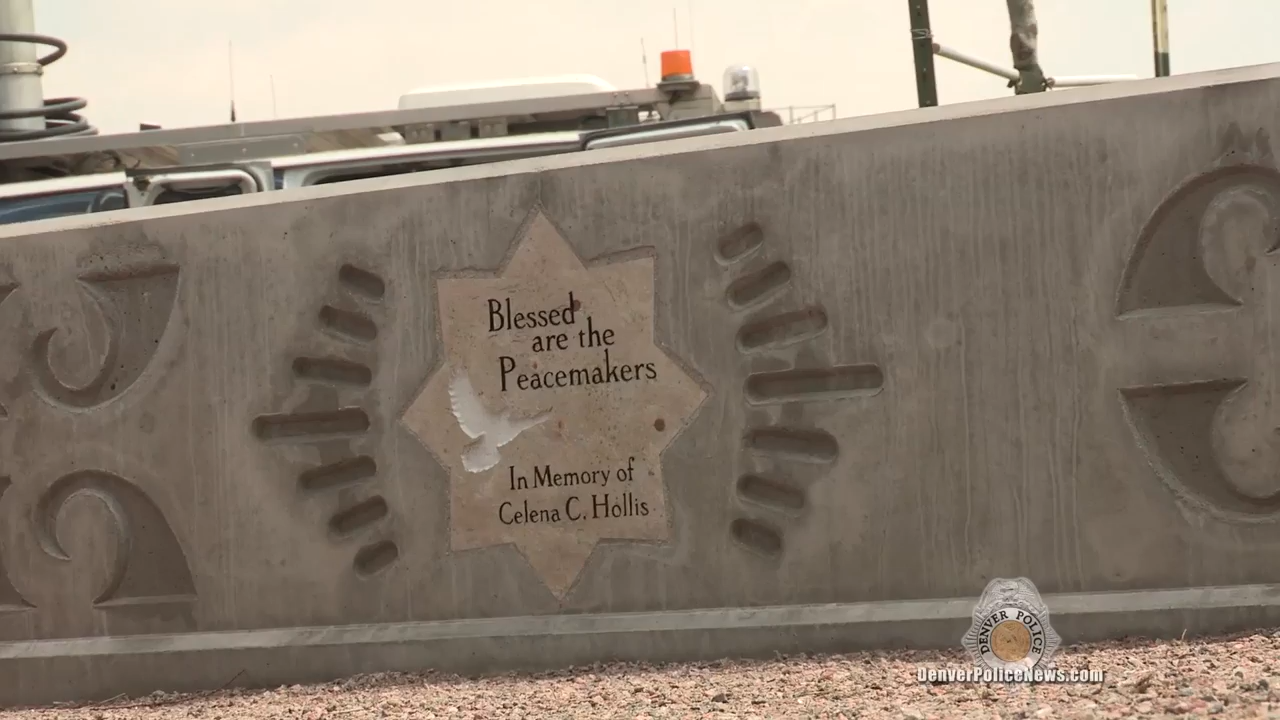 Blessed
are the
Peacemakers
In Memory of
Celena C. Hollis
DENVER POLICE
DenverPoliceNews.com